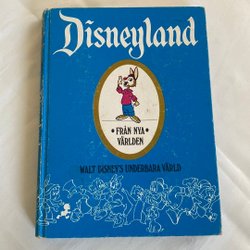 Disneyland
• FRÅN NYA •
VÄRLDEN
WALT DISNEY'S UNDERBARA VÄRLD